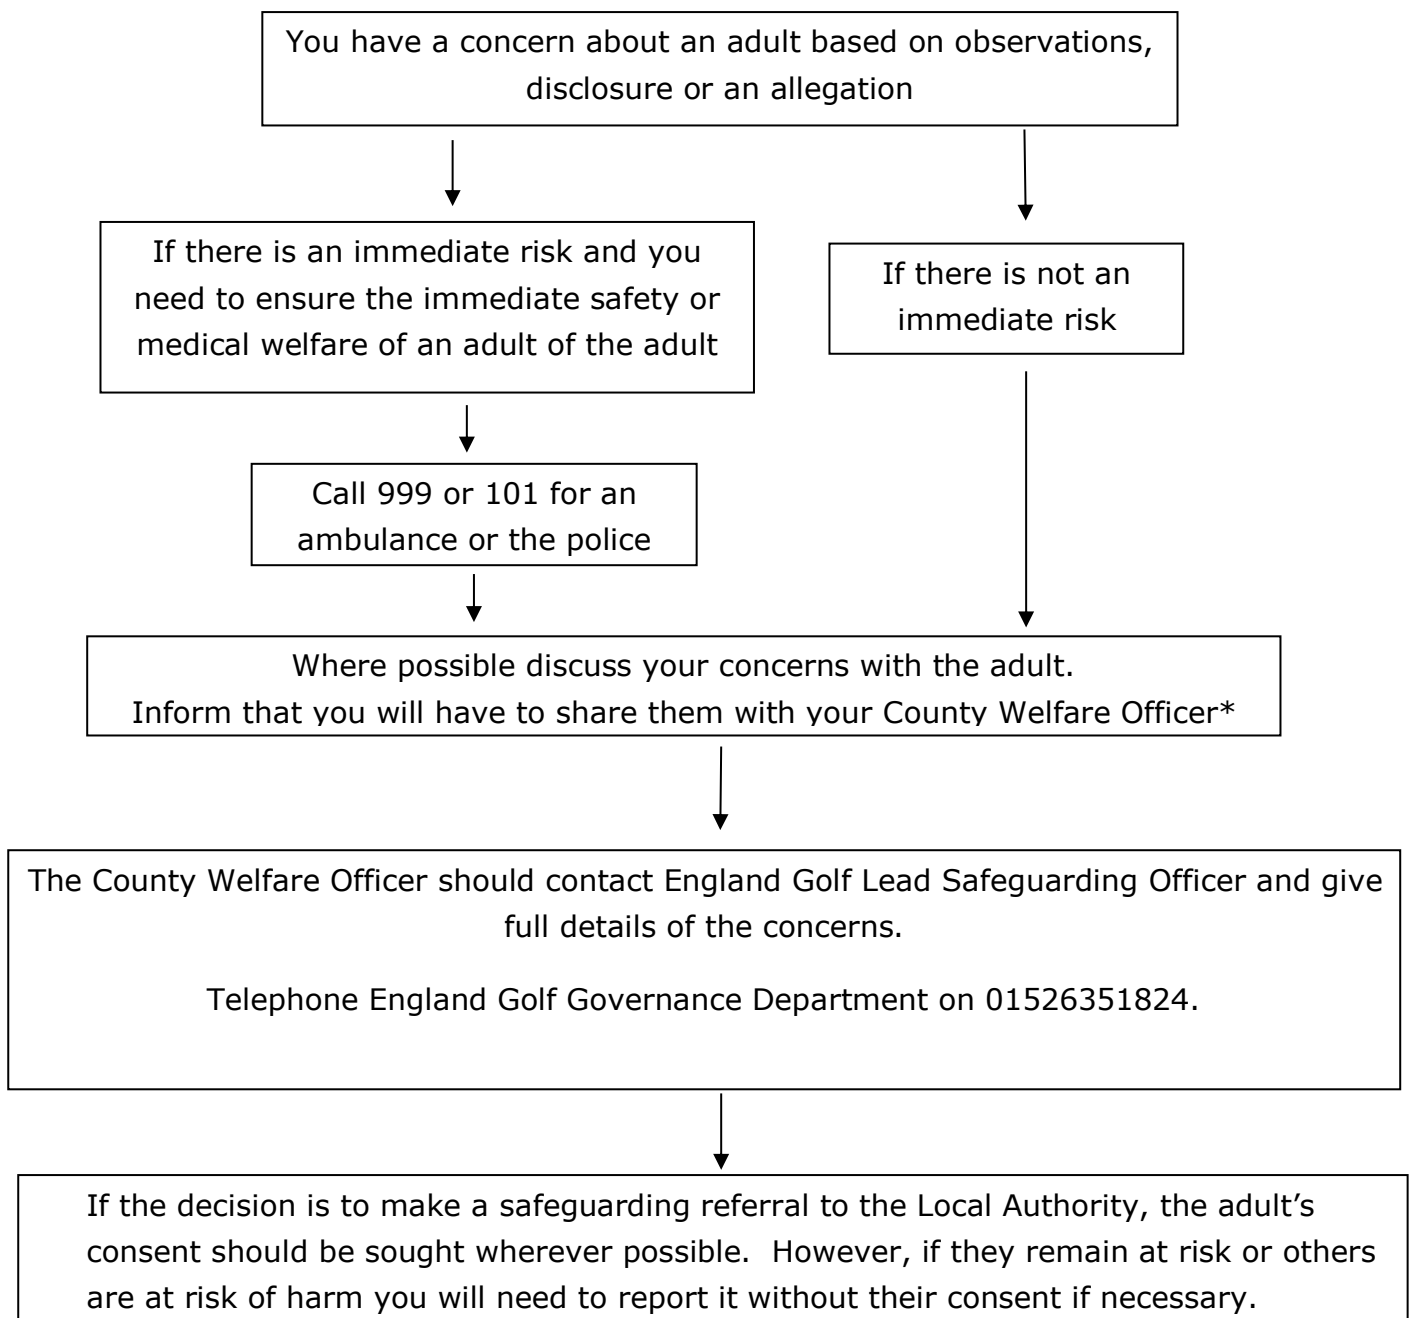 You have a concern about an adult based on observations,
disclosure or an allegation
If there is an immediate risk and you
need to ensure the immediate safety or
medical welfare of an adult of the adult
If there is not an
immediate risk
Call 999 or 101 for an
ambulance or the police
Where possible discuss your concerns with the adult.
Inform that you will have to share them with your County Welfare Officer*
The County Welfare Officer should contact England Golf Lead Safeguarding Officer and give
full details of the concerns.
Telephone England Golf Governance Department on 01526351824.
If the decision is to make a safeguarding referral to the Local Authority, the adult’s
consent should be sought wherever possible.  However, if they remain at risk or others
are at risk of harm you will need to report it without their consent if necessary.